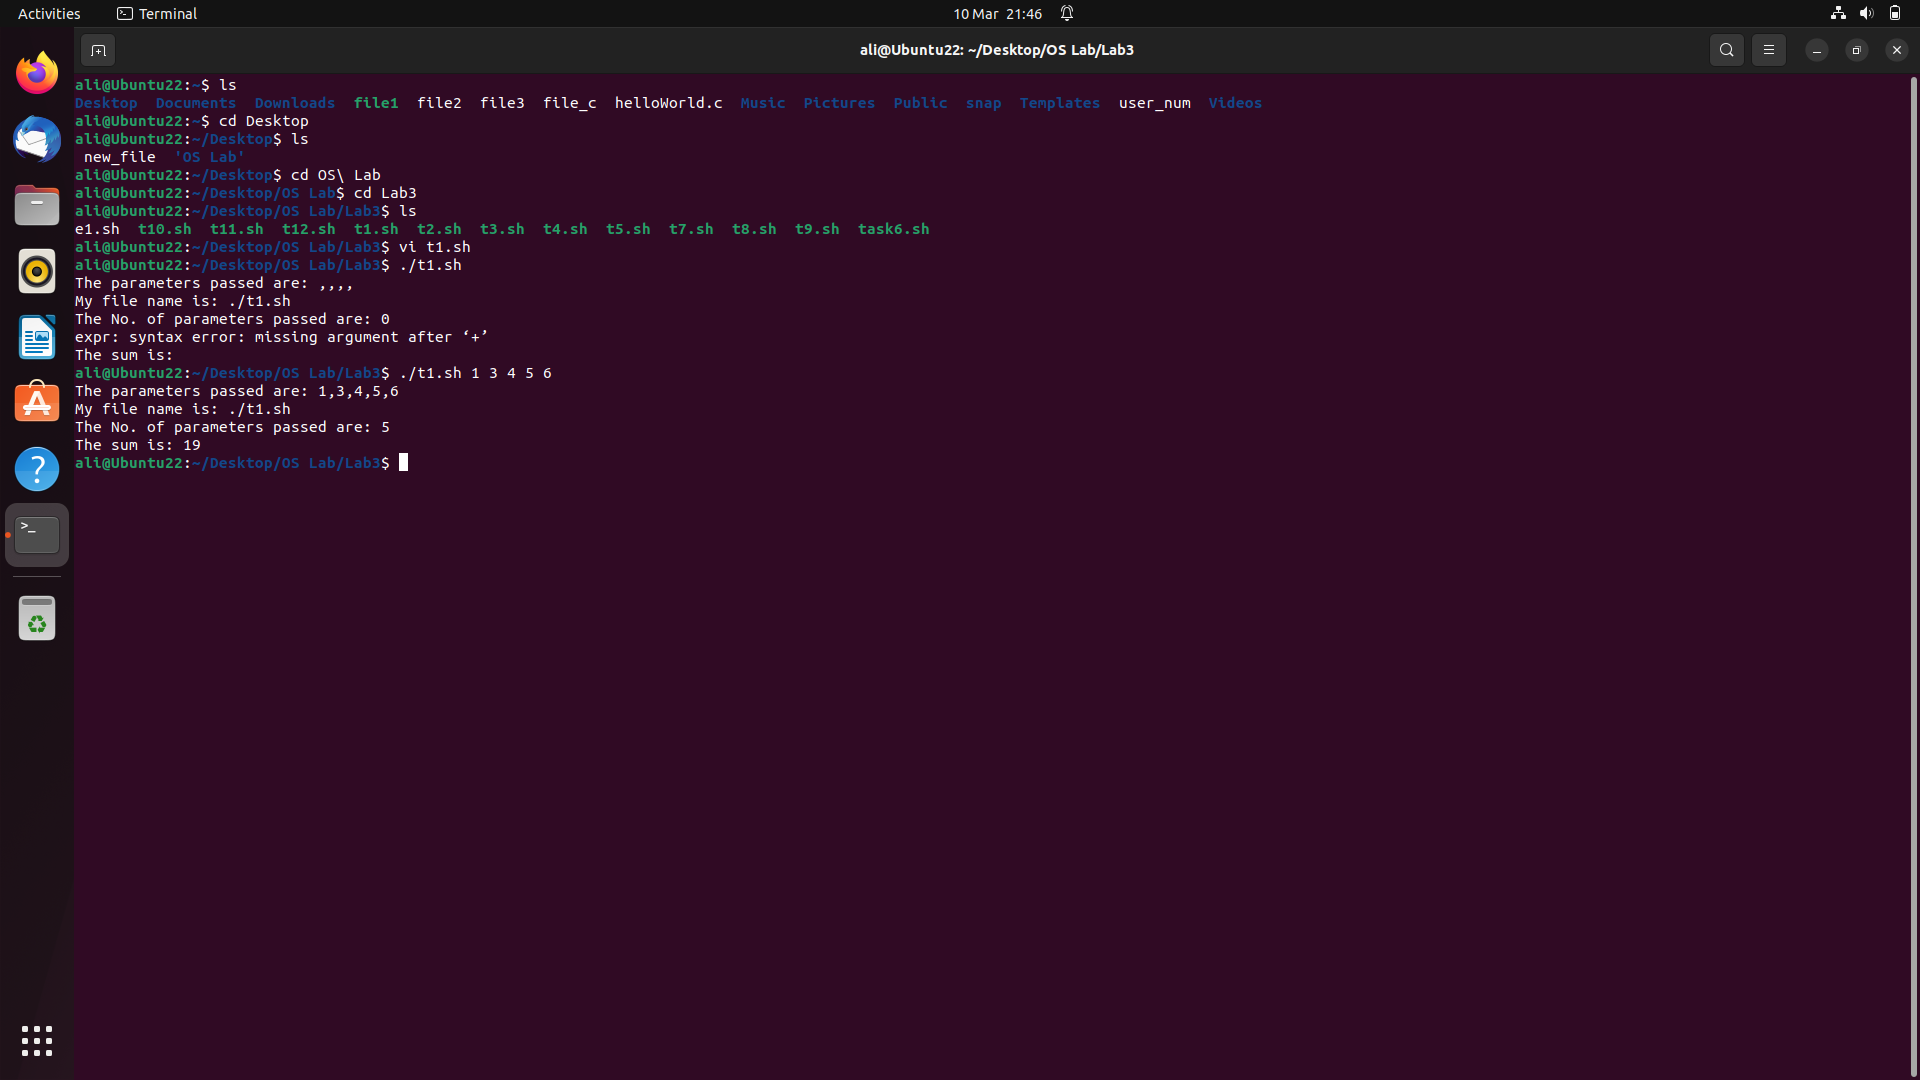 Activities Terminal 10 Mar 21:46
ali@Ubuntu22: ~/Desktop/OS Lab/Lab3
ali@Ubuntu22:~$ ls
Desktop Documents Downloads file1 file2 file3 file_c helloWorld.c Music Pictures Public snap Templates user_num Videos
ali@Ubuntu22:~$ cd Desktop
ali@Ubuntu22:~/Desktop$ ls
new_file 'OS Lab'
ali@Ubuntu22:~/Desktop$ cd OS\ Lab
ali@Ubuntu22:~/Desktop/OS Lab$ cd Lab3
ali@Ubuntu22:~/Desktop/OS Lab/Lab3$ ls
e1.sh t10.sh t11.sh t12.sh t1.sh t2.sh t3.sh t4.sh t5.sh t7.sh t8.sh t9.sh task6.sh
ali@Ubuntu22:~/Desktop/OS Lab/Lab3$ vi t1.sh
ali@Ubuntu22:~/Desktop/OS Lab/Lab3$ ./t1.sh
The parameters passed are: ,,,,
My file name is: ./t1.sh
The No. of parameters passed are: 0
expr: syntax error: missing argument after ‘+’
The sum is:
ali@Ubuntu22:~/Desktop/OS Lab/Lab3$ ./t1.sh 1 3 4 5 6
The parameters passed are: 1,3,4,5,6
My file name is: ./t1.sh
The No. of parameters passed are: 5
The sum is: 19
ali@Ubuntu22:~/Desktop/OS Lab/Lab3$